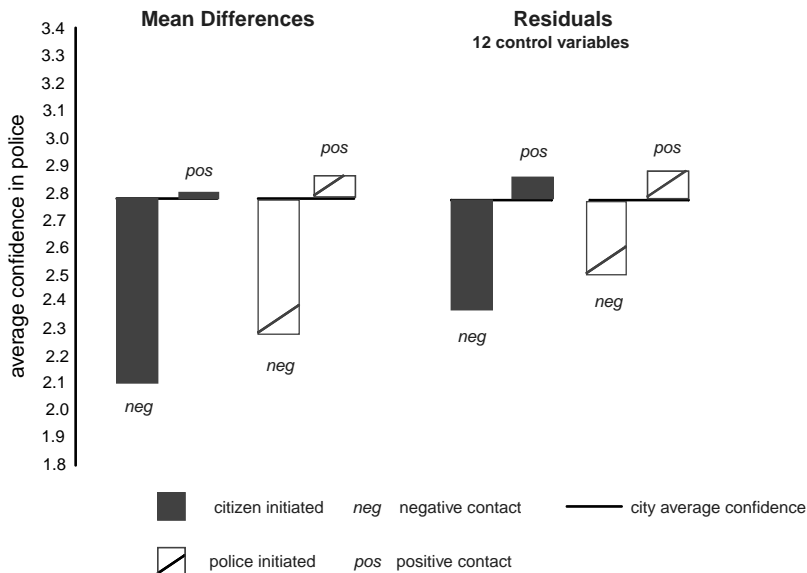 Mean Differences
Residuals
12 control variables
average confidence in police
3.4
3.3
3.2
3.1
3.0
2.9
2.8
2.7
2.6
2.5
2.4
2.3
2.2
2.1
2.0
1.9
1.8
pos
pos
pos
pos
neg
neg
neg
neg
citizen initiated neg negative contact city average confidence
police initiated pos positive contact